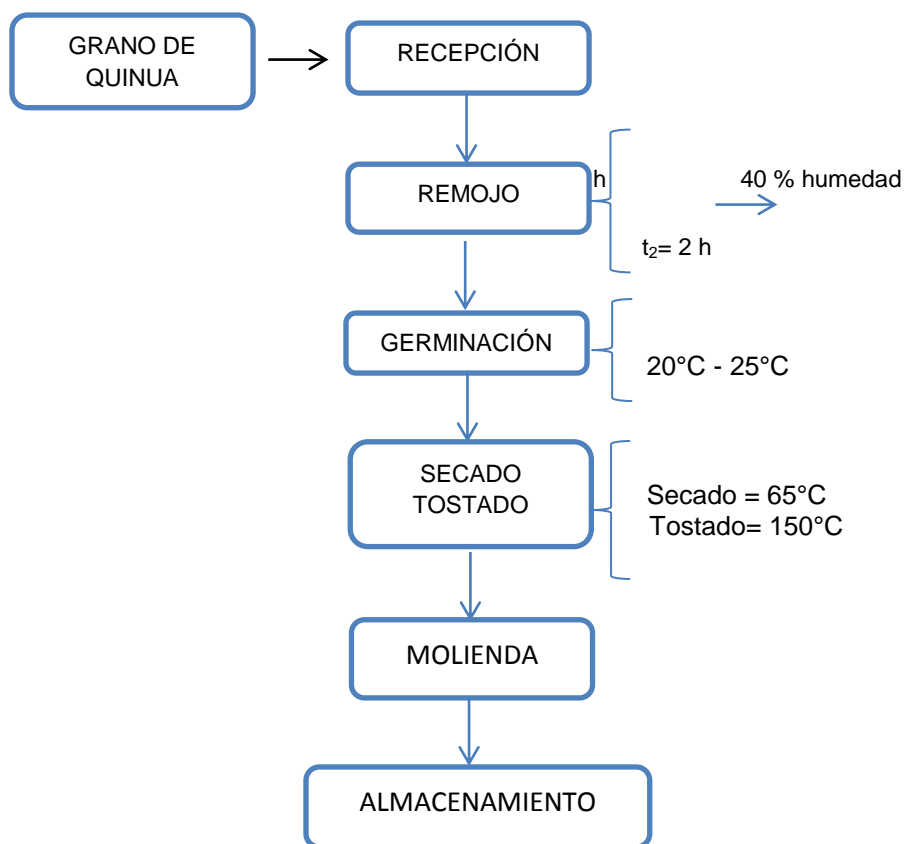 GRANO DE
QUINUA
RECEPCIÓN
REMOJO
h
40 % humedad
t₂= 2 h
GERMINACIÓN
20°C - 25°C
SECADO
TOSTADO
Secado = 65°C
Tostado= 150°C
MOLIENDA
ALMACENAMIENTO